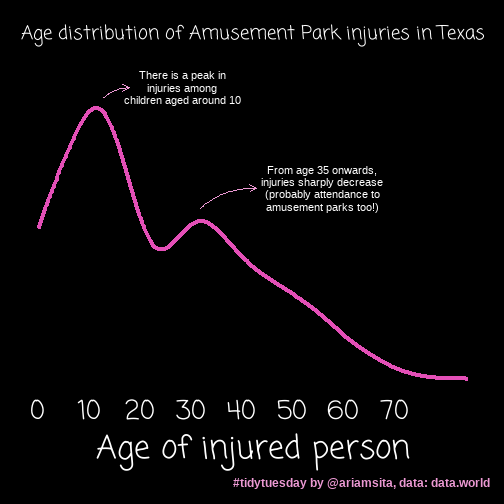 Age distribution of Amusement Park injuries in Texas
There is a peak in
injuries among
children aged around 10
From age 35 onwards,
injuries sharply decrease
(probably attendance to
amusement parks too!)
0 10 20 30 40 50 60 70
Age of injured person
#tidytuesday by @ariamsita, data: data.world